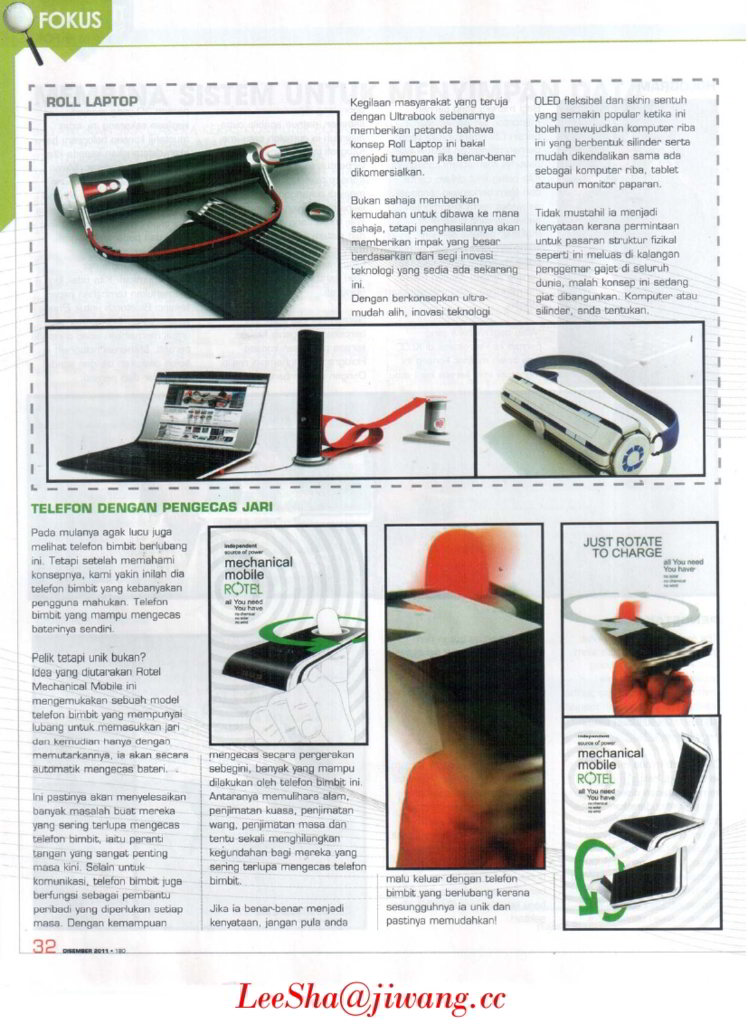 FOKUS
ROLL LAPTOP
Kegilaan masyarakat yang teruja
dengan Ultrabook sebenarnya
memberikan petanda bahawa
konsep Roll Laptop ini bakal
menjadi tumpuan jika benar-benar
dikomersialkan.
Bukan sahaja memberikan
kemudahan untuk dibawa ke mana
sahaja, tetapi penghasilannya akan
memberikan impak yang besar
berdasarkan dari segi inovasi
teknologi yang sedia ada sekarang
ini.
Dengan berkonsepkan ultra-
mudah alih, inovasi teknologi
OLED fleksibel dan skrin sentuh
yang semakin popular ketika ini
boleh mewujudkan komputer riba
ini yang berbentuk silinder serta
mudah dikendalikan sama ada
sebagai komputer riba, tablet
ataupun monitor paparan.
Tidak mustahil ia menjadi
kenyataan kerana permintaan
untuk pasaran struktur fizikal
seperti ini meluas di kalangan
penggemar gajet di seluruh
dunia, malah konsep ini sedang
giat dibangunkan. Komputer atau
silinder, anda tentukan.
TELEFON DENGAN PENGECAS JARI
Pada mulanya agak lucu juga
melihat telefon bimbit berlubang
ini. Tetapi setelah memahami
konsepnya, kami yakin inilah dia
telefon bimbit yang kebanyakan
pengguna mahukan. Telefon
bimbit yang mampu mengecas
baterinya sendiri.
Pelik tetapi unik bukan?
Idea yang diutarakan Rotel
Mechanical Mobile ini
mengemukakan sebuah model
telefon bimbit yang mempunyai
lubang untuk memasukkan jari
dan kemudian hanya dengan
memutarkannya, ia akan secara
automatik mengecas bateri.
Ini pastinya akan menyelesaikan
banyak masalah buat mereka
yang sering terlupa mengecas
telefon bimbit, iaitu peranti
tangan yang sangat penting
masa kini. Selain untuk
komunikasi, telefon bimbit juga
berfungsi sebagai pembantu
peribadi yang diperlukan setiap
masa. Dengan kemampuan
independent
source of power
mechanical
mobile
ROTEL
all You need
You have
no chemical
no solar
no wind
mengecas secara pergerakan
sebegini, banyak yang mampu
dilakukan oleh telefon bimbit ini.
Antaranya memulihara alam,
penjimatan kuasa, penjimatan
wang, penjimatan masa dan
tentu sekali menghilangkan
kegundahan bagi mereka yang
sering terlupa mengecas telefon
bimbit.
Jika ia benar-benar menjadi
kenyataan, jangan pula anda
malu keluar dengan telefon
bimbit yang berlubang kerana
sesungguhnya ia unik dan
pastinya memudahkan!
JUST ROTATE
TO CHARGE
all You need
You have
independent
source of power
mechanical
mobile
ROTEL
all You need
You have
32 DISEMBER 2011 • 180
LeeSha@jiwang.cc